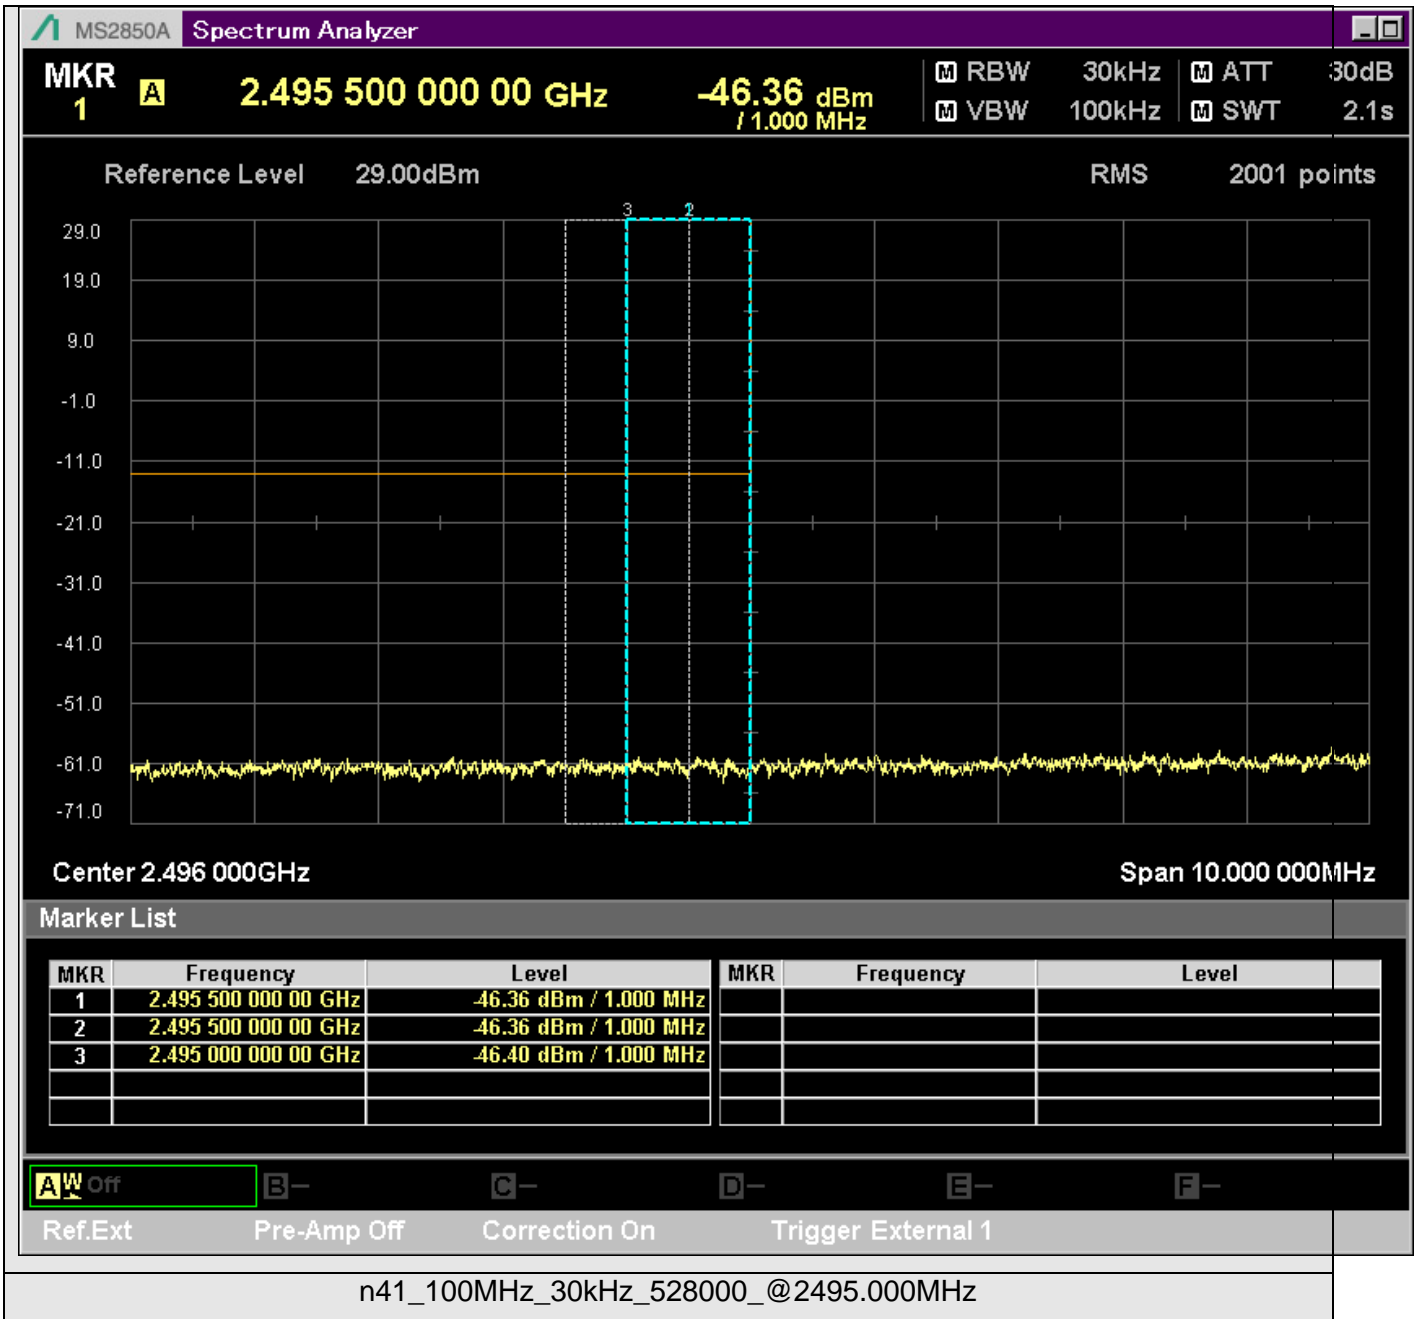 MS2850A Spectrum Analyzer
MKR 1 A 2.495 500 000 00 GHz -46.36 dBm / 1.000 MHz
M RBW 30kHz M ATT 30dB
M VBW 100kHz M SWT 2.1s
Reference Level 29.00dBm RMS 2001 points
3 2
29.0
19.0
9.0
-1.0
-11.0
-21.0
-31.0
-41.0
-51.0
-61.0
-71.0
Center 2.496 000GHz Span 10.000 000MHz
Marker List
MKR Frequency Level MKR Frequency Level
1 2.495 500 000 00 GHz -46.36 dBm / 1.000 MHz
2 2.495 500 000 00 GHz -46.36 dBm / 1.000 MHz
3 2.495 000 000 00 GHz -46.40 dBm / 1.000 MHz
A W Off B — C — D — E — F —
Ref.Ext Pre-Amp Off Correction On Trigger External 1
n41_100MHz_30kHz_528000_@2495.000MHz